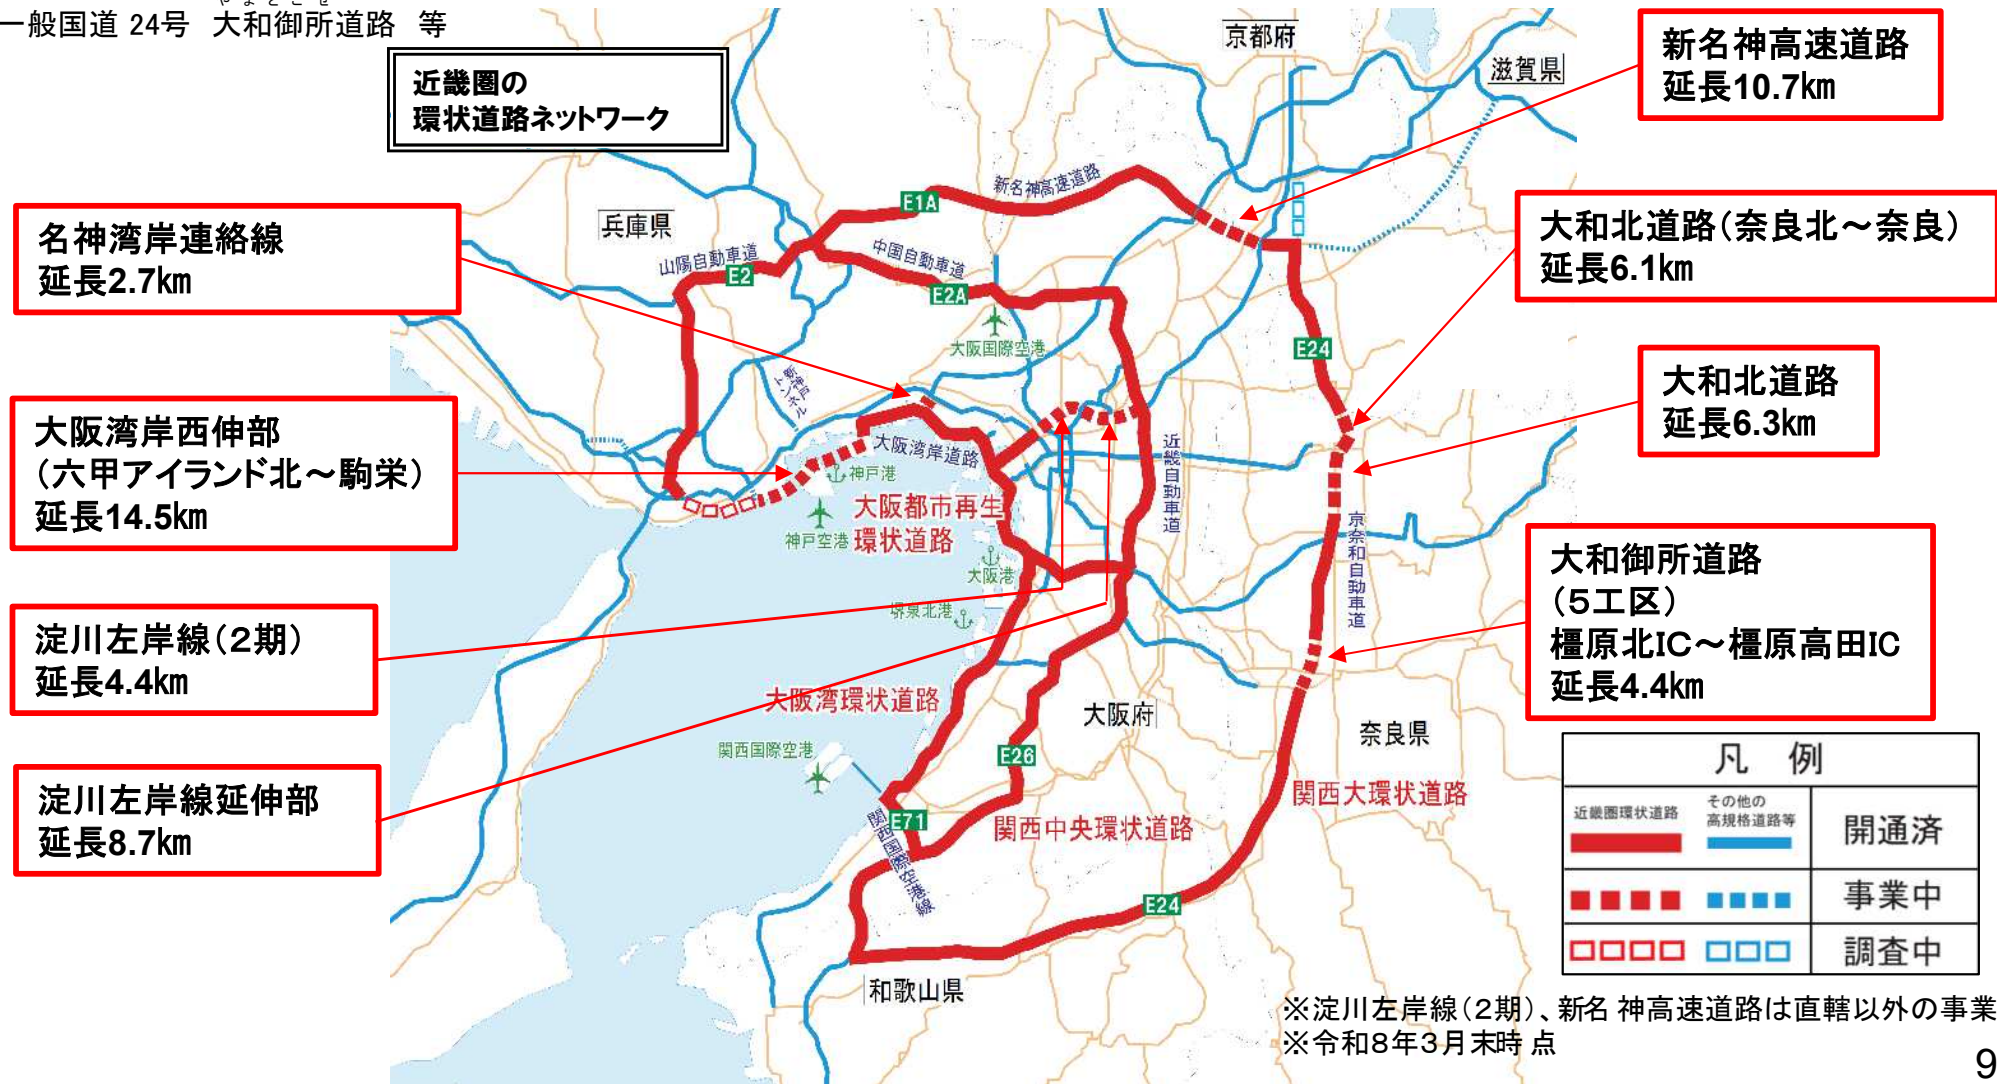 一般国道 24号 大和御所道路 等
近畿圏の
環状道路ネットワーク
京都府
滋賀県
新名神高速道路
延長10.7km
兵庫県
E1A
新名神高速道路
名神湾岸連絡線
延長2.7km
山陽自動車道
E2
中国自動車道
E2A
大阪国際空港
大和北道路(奈良北～奈良)
延長6.1km
E24
大和北道路
延長6.3km
新神戸
トンネル
大阪湾岸西伸部
(六甲アイランド北～駒栄)
延長14.5km
大阪湾岸道路
神戸港
神戸空港
大阪都市再生
環状道路
近畿自動車道
京奈和自動車道
大阪港
堺泉北港
大和御所道路
(5工区)
橿原北IC～橿原高田IC
延長4.4km
淀川左岸線(2期)
延長4.4km
大阪湾環状道路
大阪府
奈良県
関西国際空港
E26
淀川左岸線延伸部
延長8.7km
E71
関西国際空港線
関西中央環状道路
関西大環状道路
E24
和歌山県
凡 例
近畿圏環状道路
その他の
高規格道路等
開通済
事業中
調査中
※淀川左岸線(2期)、新名 神高速道路は直轄以外の事業
※令和8年3月末時 点
9